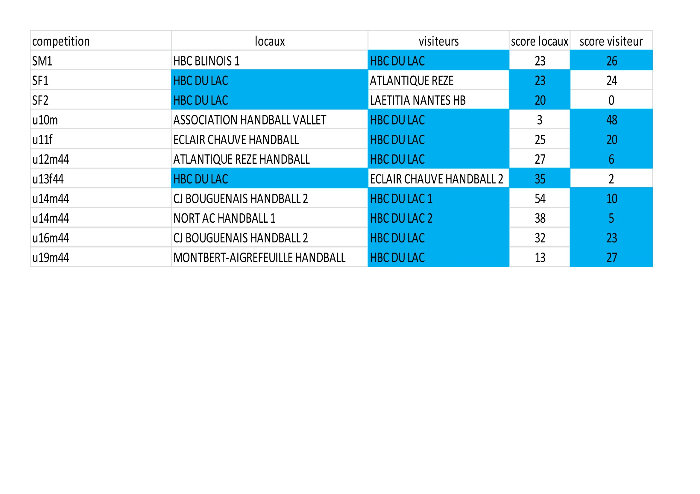 competition locaux visiteurs score locaux score visiteur
SM1 HBC BLINOIS 1 HBC DU LAC 23 26
SF1 HBC DU LAC ATLANTIQUE REZE 23 24
SF2 HBC DU LAC LAETITIA NANTES HB 20 0
u10m ASSOCIATION HANDBALL VALLET HBC DU LAC 3 48
u11f ECLAIR CHAUVE HANDBALL HBC DU LAC 25 20
u12m44 ATLANTIQUE REZE HANDBALL HBC DU LAC 27 6
u13f44 HBC DU LAC ECLAIR CHAUVE HANDBALL 2 35 2
u14m44 CJ BOUGUENAIS HANDBALL 2 HBC DU LAC 1 54 10
u14m44 NORT AC HANDBALL 1 HBC DU LAC 2 38 5
u16m44 CJ BOUGUENAIS HANDBALL 2 HBC DU LAC 32 23
u19m44 MONTBERT-AIGREFEUILLE HANDBALL HBC DU LAC 13 27